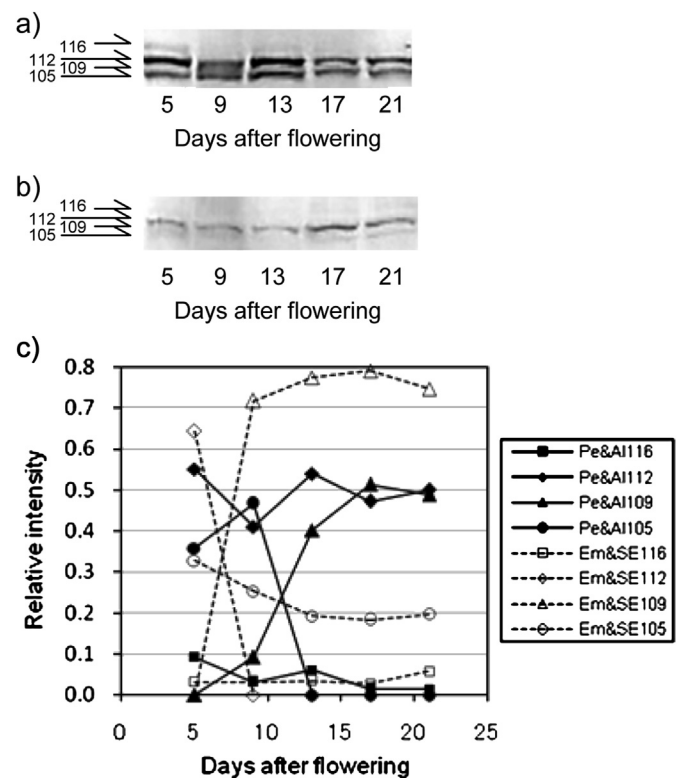 a)
116
112
109
105
5 9 13 17 21
Days after flowering
b)
116
112
109
105
5 9 13 17 21
Days after flowering
c)
0.8
0.7
0.6
0.5
0.4
0.3
0.2
0.1
0.0
Relative intensity
0 5 10 15 20 25
Days after flowering
Pe&Al116
Pe&Al112
Pe&Al109
Pe&Al105
Em&SE116
Em&SE112
Em&SE109
Em&SE105